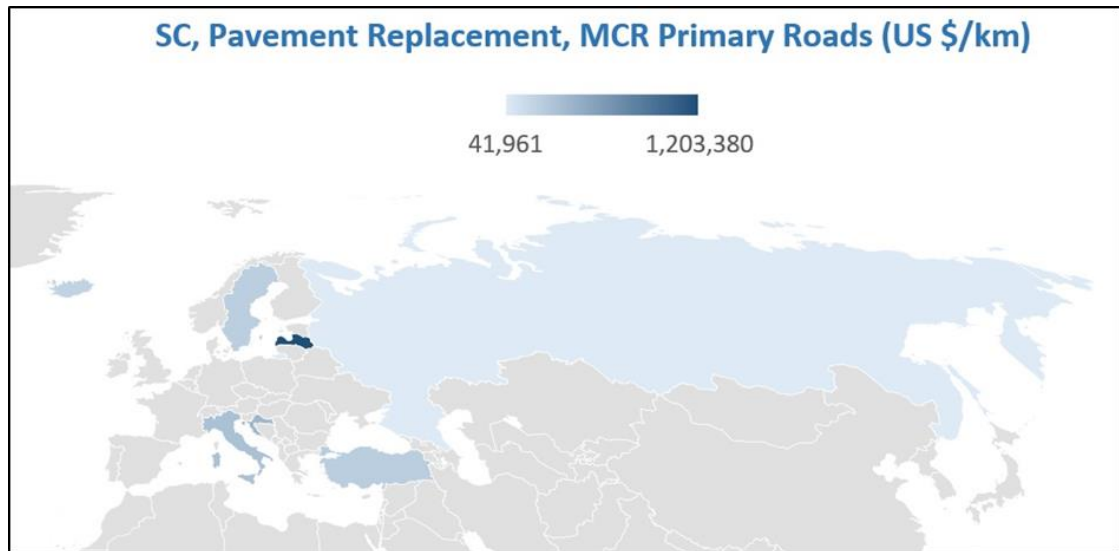 SC, Pavement Replacement, MCR Primary Roads (US $/km)
41,961 1,203,380